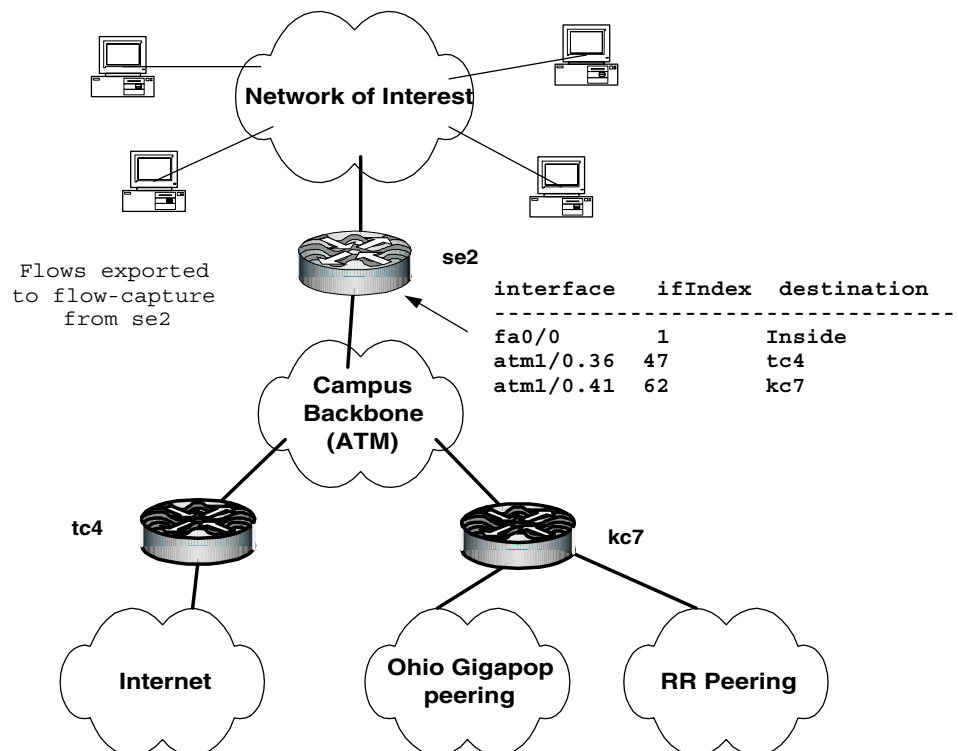 Network of Interest
se2
Flows exported
to flow-capture
from se2
interface ifIndex destination
-----------------------------------
fa0/0 1 Inside
atm1/0.36 47 tc4
atm1/0.41 62 kc7
Campus
Backbone
(ATM)
tc4
kc7
Internet
Ohio Gigapop
peering
RR Peering